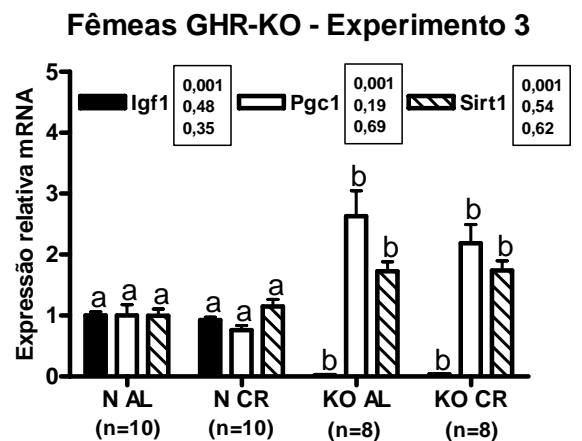 Fêmeas GHR-KO - Experimento 3
Expressão relativa mRNA
5
4
3
2
1
0
Igf1
0,001
0,48
0,35
Pgc1
0,001
0,19
0,69
Sirt1
0,001
0,54
0,62
a a a
a a a
b b b
b b b
N AL N CR KO AL KO CR
(n=10) (n=10) (n=8) (n=8)